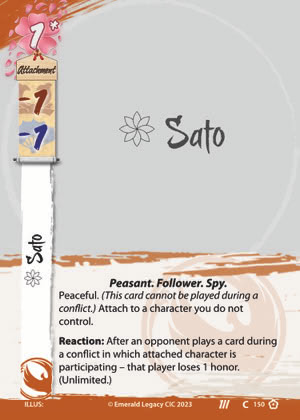 1
Attachment
-1
-1
Sato
Sato
Peasant. Follower. Spy.
Peaceful. (This card cannot be played during a
conflict.) Attach to a character you do not
control.
Reaction: After an opponent plays a card during
a conflict in which attached character is
participating – that player loses 1 honor.
(Unlimited.)
ILLUS:
© Emerald Legacy CIC 2023
C
150